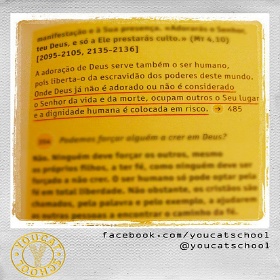 manifestação e à Sua presença. «Adorarás o Senhor,
teu Deus, e só a Ele prestarás culto.» (Mt 4,10)
[2095-2105, 2135-2136]
A adoração de Deus serve também o ser humano,
pois liberta-o da escravidão dos poderes deste mundo.
Onde Deus já não é adorado ou não é considerado
o Senhor da vida e da morte, ocupam outros o Seu lugar
e a dignidade humana é colocada em risco. → 485
Podemos forçar alguém a crer em Deus?
Não. Ninguém deve forçar os outros, mesmo
os próprios filhos, a ter fé, como ninguém deve ser
forçado a não crer. O ser humano só pode optar pela
fé em total liberdade. Não obstante, os cristãos são
chamados, pela palavra e pelo exemplo, a ajudarem
as outras pessoas a encontrar o caminho da fé.
facebook.com/youcatschool
@youcatschool
YOUCAT
SCHOOL